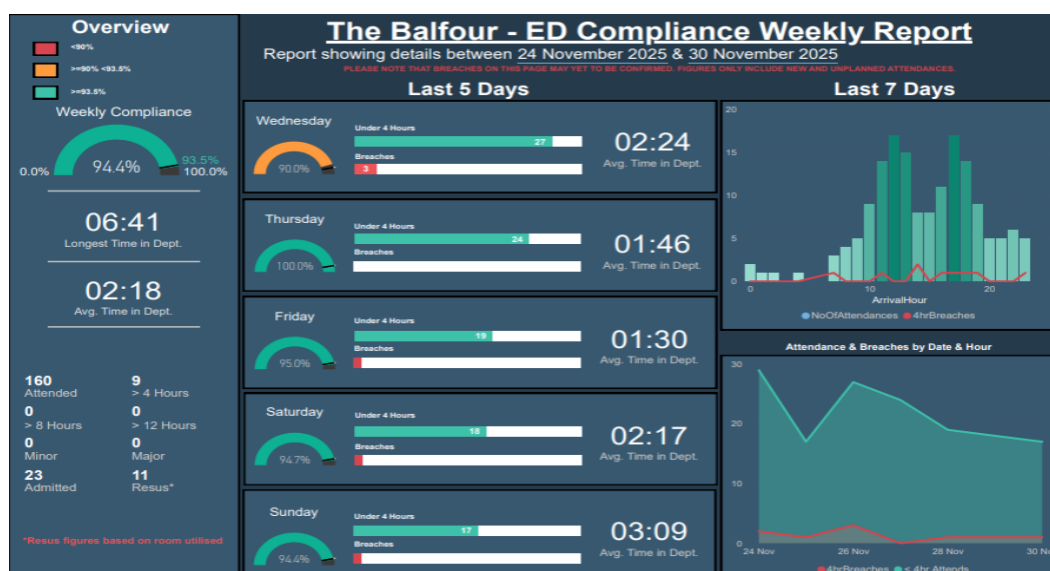 Overview
<90%
>=90% <93.5%
>=93.5%
Weekly Compliance
0.0%
94.4%
93.5%
100.0%
06:41
Longest Time in Dept.
02:18
Avg. Time in Dept.
160
Attended
9
> 4 Hours
0
> 8 Hours
0
> 12 Hours
0
Minor
0
Major
23
Admitted
11
Resus*
*Resus figures based on room utilised
The Balfour - ED Compliance Weekly Report
Report showing details between 24 November 2025 & 30 November 2025
PLEASE NOTE THAT BREACHES ON THIS PAGE MAY YET TO BE CONFIRMED. FIGURES ONLY INCLUDE NEW AND UNPLANNED ATTENDANCES.
Last 5 Days
Wednesday
90.0%
Under 4 Hours
27
Breaches
3
02:24
Avg. Time in Dept.
Thursday
100.0%
Under 4 Hours
24
Breaches
01:46
Avg. Time in Dept.
Friday
95.0%
Under 4 Hours
19
Breaches
01:30
Avg. Time in Dept.
Saturday
94.7%
Under 4 Hours
18
Breaches
02:17
Avg. Time in Dept.
Sunday
94.4%
Under 4 Hours
17
Breaches
03:09
Avg. Time in Dept.
Last 7 Days
20
15
10
5
0
0 10 20
ArrivalHour
NoOfAttendances 4hrBreaches
Attendance & Breaches by Date & Hour
30
20
10
0
24 Nov 26 Nov 28 Nov 30 N
4hrBreaches < 4hr Attends